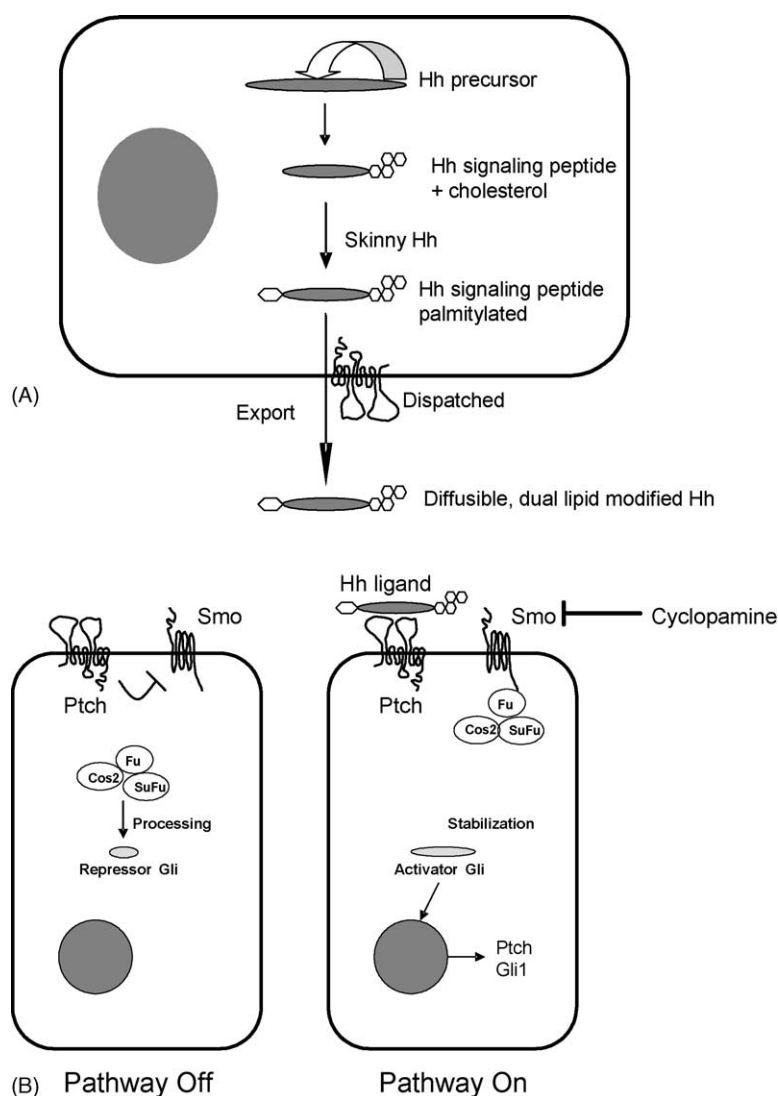 Hh precursor
Hh signaling peptide
+ cholesterol
Skinny Hh
Hh signaling peptide
palmitylated
(A)
Export
Dispatched
Diffusible, dual lipid modified Hh
Smo
Ptch
Cos2
Fu
SuFu
Processing
Repressor Gli
(B) Pathway Off
Hh ligand
Smo
Cyclopamine
Ptch
Fu
Cos2
SuFu
Stabilization
Activator Gli
Ptch
Gli1
Pathway On